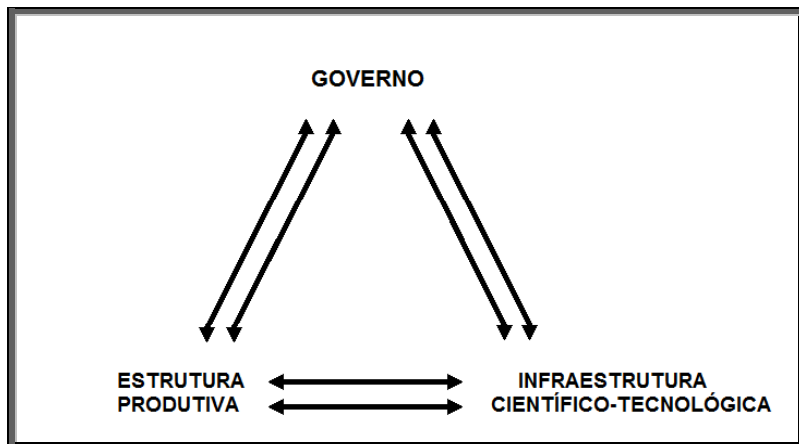 GOVERNO
ESTRUTURA
PRODUTIVA
INFRAESTRUTURA
CIENTÍFICO-TECNOLÓGICA